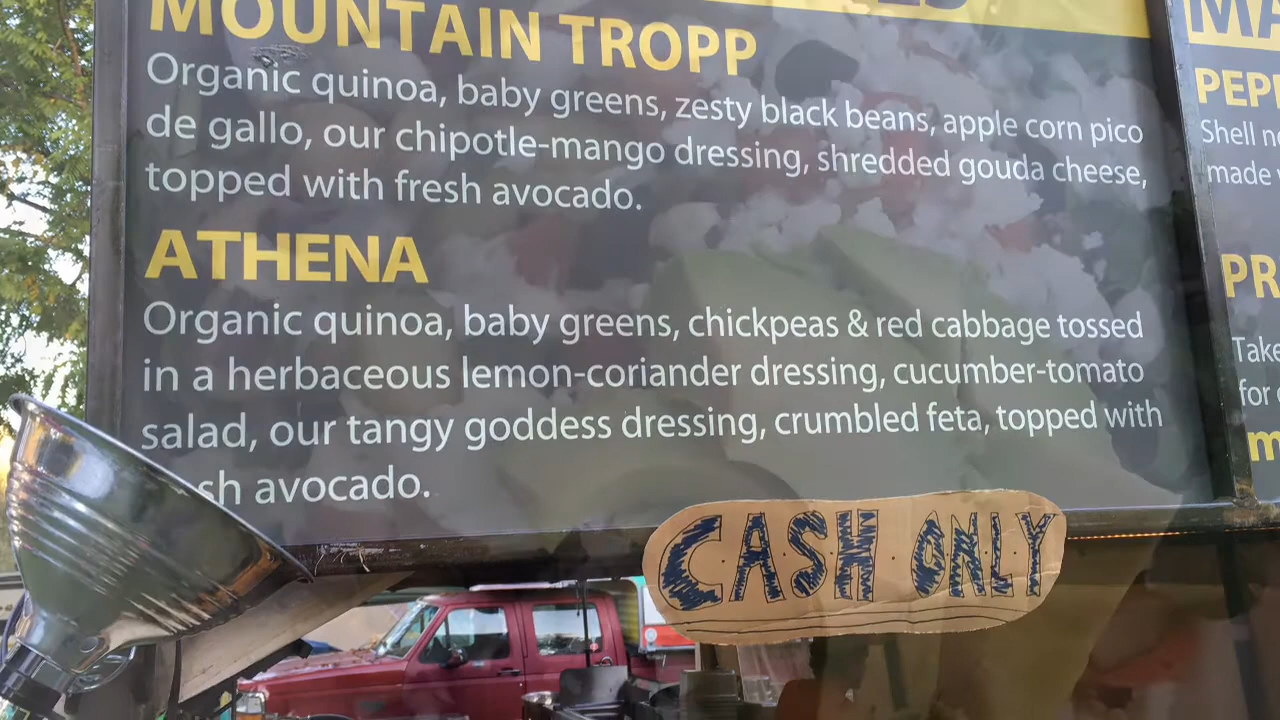 MOUNTAIN TROPP
Organic quinoa, baby greens, zesty black beans, apple corn pico
de gallo, our chipotle-mango dressing, shredded gouda cheese,
topped with fresh avocado.
ATHENA
Organic quinoa, baby greens, chickpeas & red cabbage tossed
in a herbaceous lemon-coriander dressing, cucumber-tomato
salad, our tangy goddess dressing, crumbled feta, topped with
sh avocado.
CASH ONLY
MA
PEPP
Shell n
made
PR
Take
for
m